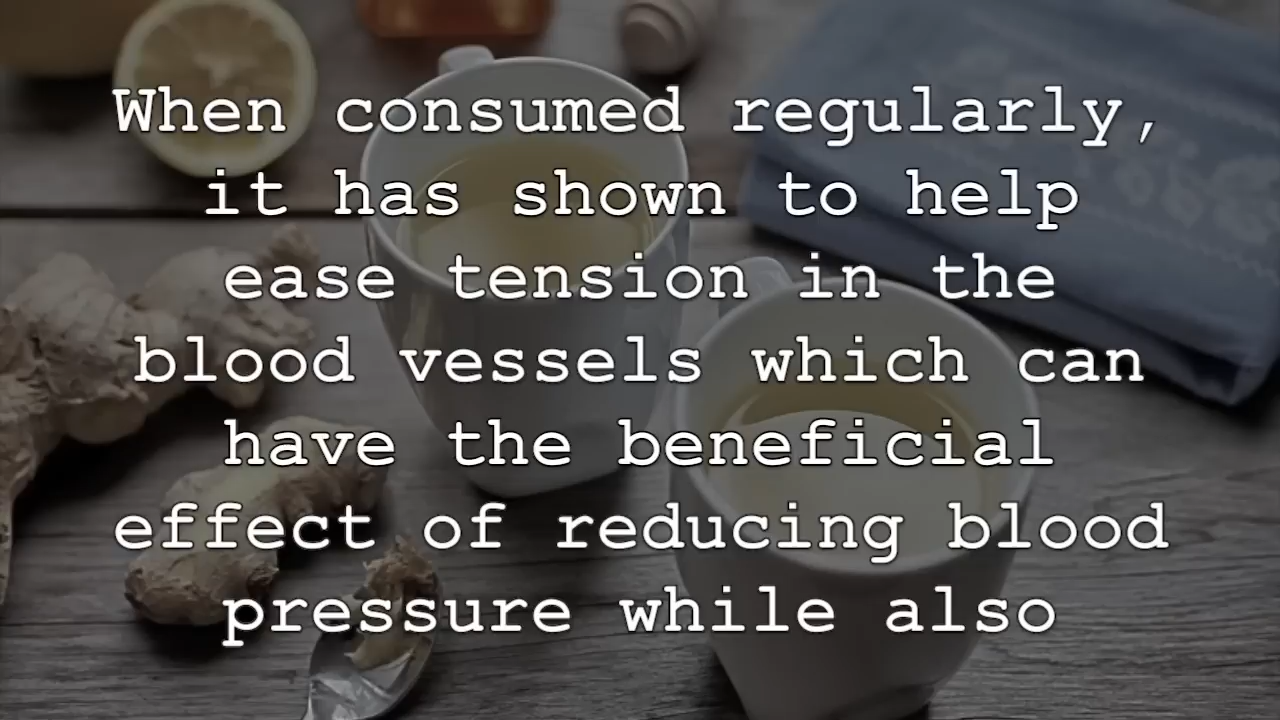 When consumed regularly,
it has shown to help
ease tension in the
blood vessels which can
have the beneficial
effect of reducing blood
pressure while also